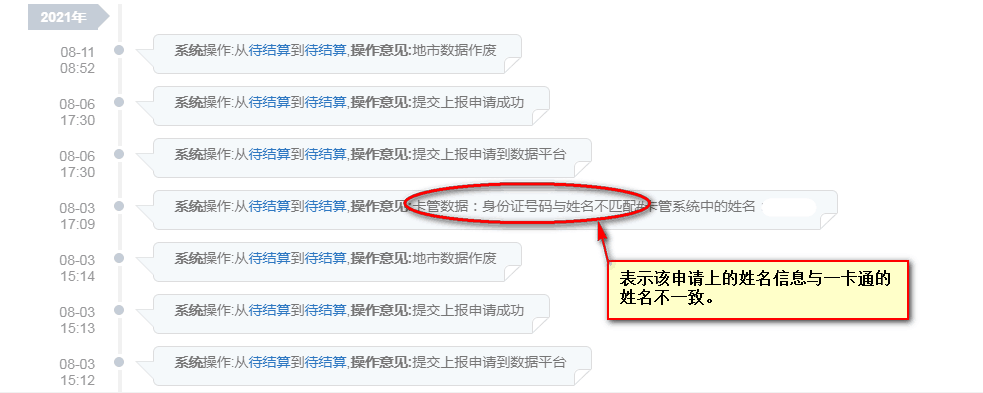 2021年
08-11
08:52
系统操作:从待结算到待结算,操作意见:地市数据作废
08-06
17:30
系统操作:从待结算到待结算,操作意见:提交上报申请成功
08-06
17:30
系统操作:从待结算到待结算,操作意见:提交上报申请到数据平台
08-03
17:09
系统操作:从待结算到待结算,操作意见:卡管数据：身份证号码与姓名不匹配#卡管系统中的姓名：
表示该申请上的姓名信息与一卡通的
姓名不一致。
08-03
15:14
系统操作:从待结算到待结算,操作意见:地市数据作废
08-03
15:13
系统操作:从待结算到待结算,操作意见:提交上报申请成功
08-03
15:12
系统操作:从待结算到待结算,操作意见:提交上报申请到数据平台